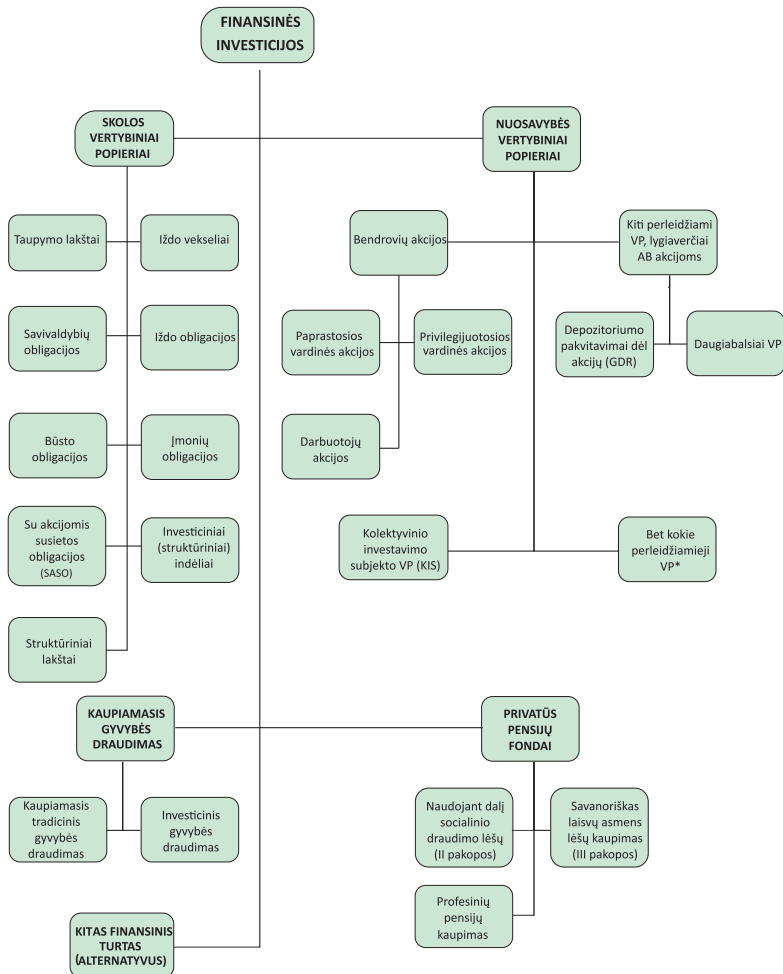 FINANSINĖS
INVESTICIJOS
SKOLOS
VERTYBINIAI
POPIERIAI
NUOSAVYBĖS
VERTYBINIAI
POPIERIAI
Taupymo lakštai
Iždo vekseliai
Savivaldybių
obligacijos
Iždo obligacijos
Būsto
obligacijos
Įmonių
obligacijos
Su akcijomis
susietos
obligacijos
(SASO)
Investiciniai
(struktūriniai)
indėliai
Struktūriniai
lakštai
Bendrovių akcijos
Kiti perleidžiami
VP, lygiaverčiai
AB akcijoms
Paprastosios
vardinės akcijos
Privilegijuotosios
vardinės akcijos
Darbuotojų
akcijos
Depozitoriumo
pakvitavimai dėl
akcijų (GDR)
Daugiabalsiai VP
Kolektyvinio
investavimo
subjekto VP (KIS)
Bet kokie
perleidžiamieji
VP*
KAUPIAMASIS
GYVYBĖS
DRAUDIMAS
PRIVATŪS
PENSIJŲ
FONDAI
Kaupiamasis
tradicinis
gyvybės
draudimas
Investicinis
gyvybės
draudimas
Naudojant dalį
socialinio
draudimo lėšų
(II pakopos)
Savanoriškas
laisvų asmens
lėšų kaupimas
(III pakopos)
Profesinių
pensijų
kaupimas
KITAS FINANSINIS
TURTAS
(ALTERNATYVUS)